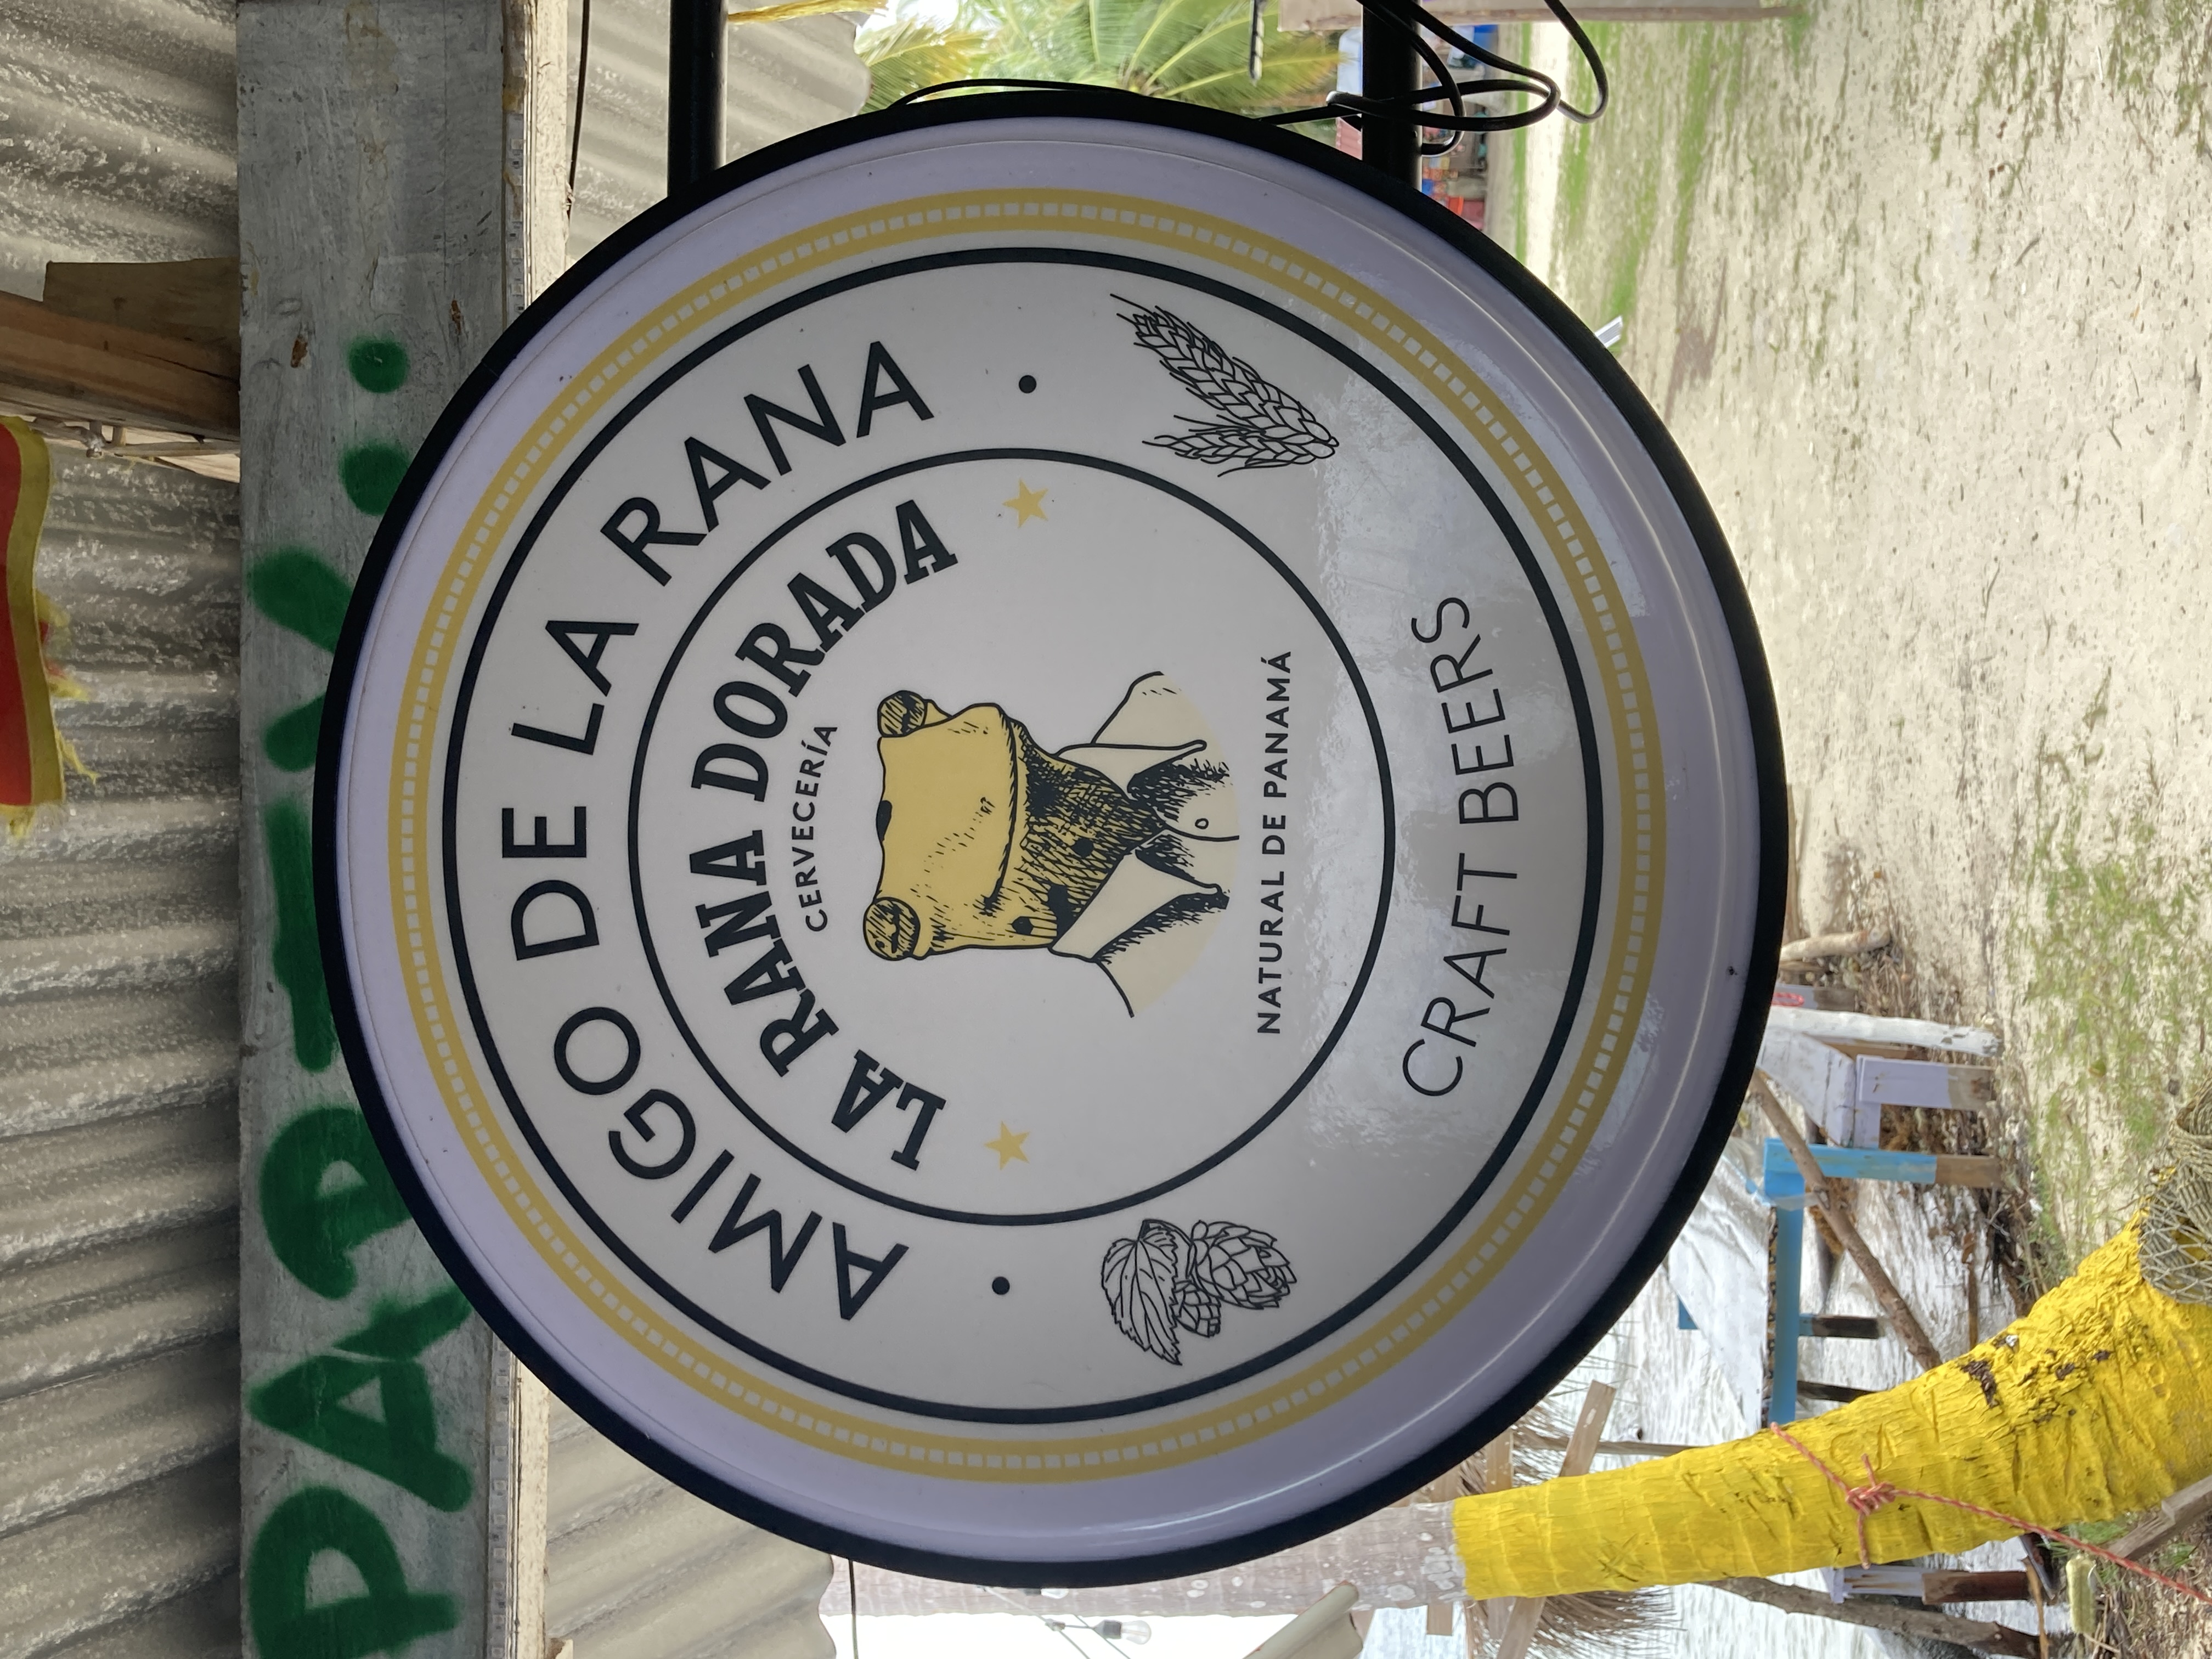 AMIGO DE LA RANA
LA RANA DORADA
CERVECERÍA
NATURAL DE PANAMÁ
CRAFT BEERS